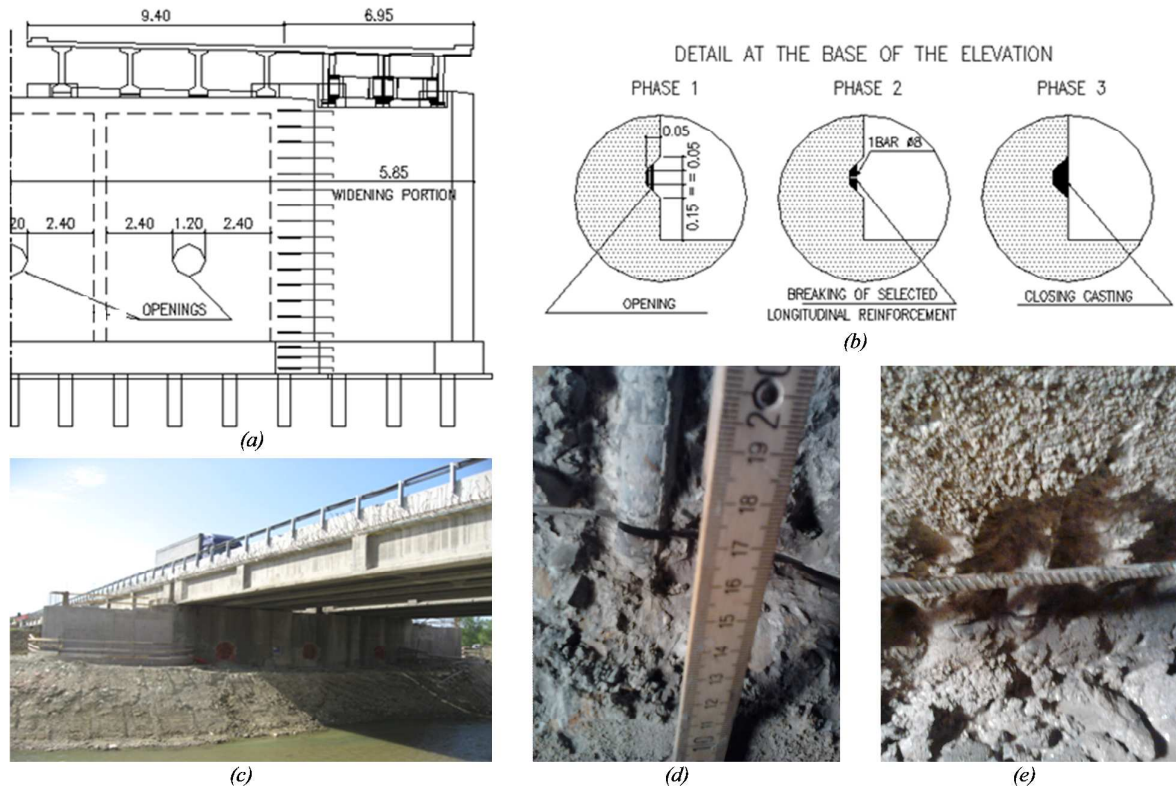 9.40
6.95
5.85
WIDENING PORTION
20
2.40
2.40
1.20
2.40
OPENINGS
(a)
DETAIL AT THE BASE OF THE ELEVATION
PHASE 1
PHASE 2
PHASE 3
0.05
0.15 = = 0.05
1BAR Ø8
OPENING
BREAKING OF SELECTED
LONGITUDINAL REINFORCEMENT
CLOSING CASTING
(b)
(c)
20
19
18
17
16
15
14
13
12
11
10
(d)
(e)